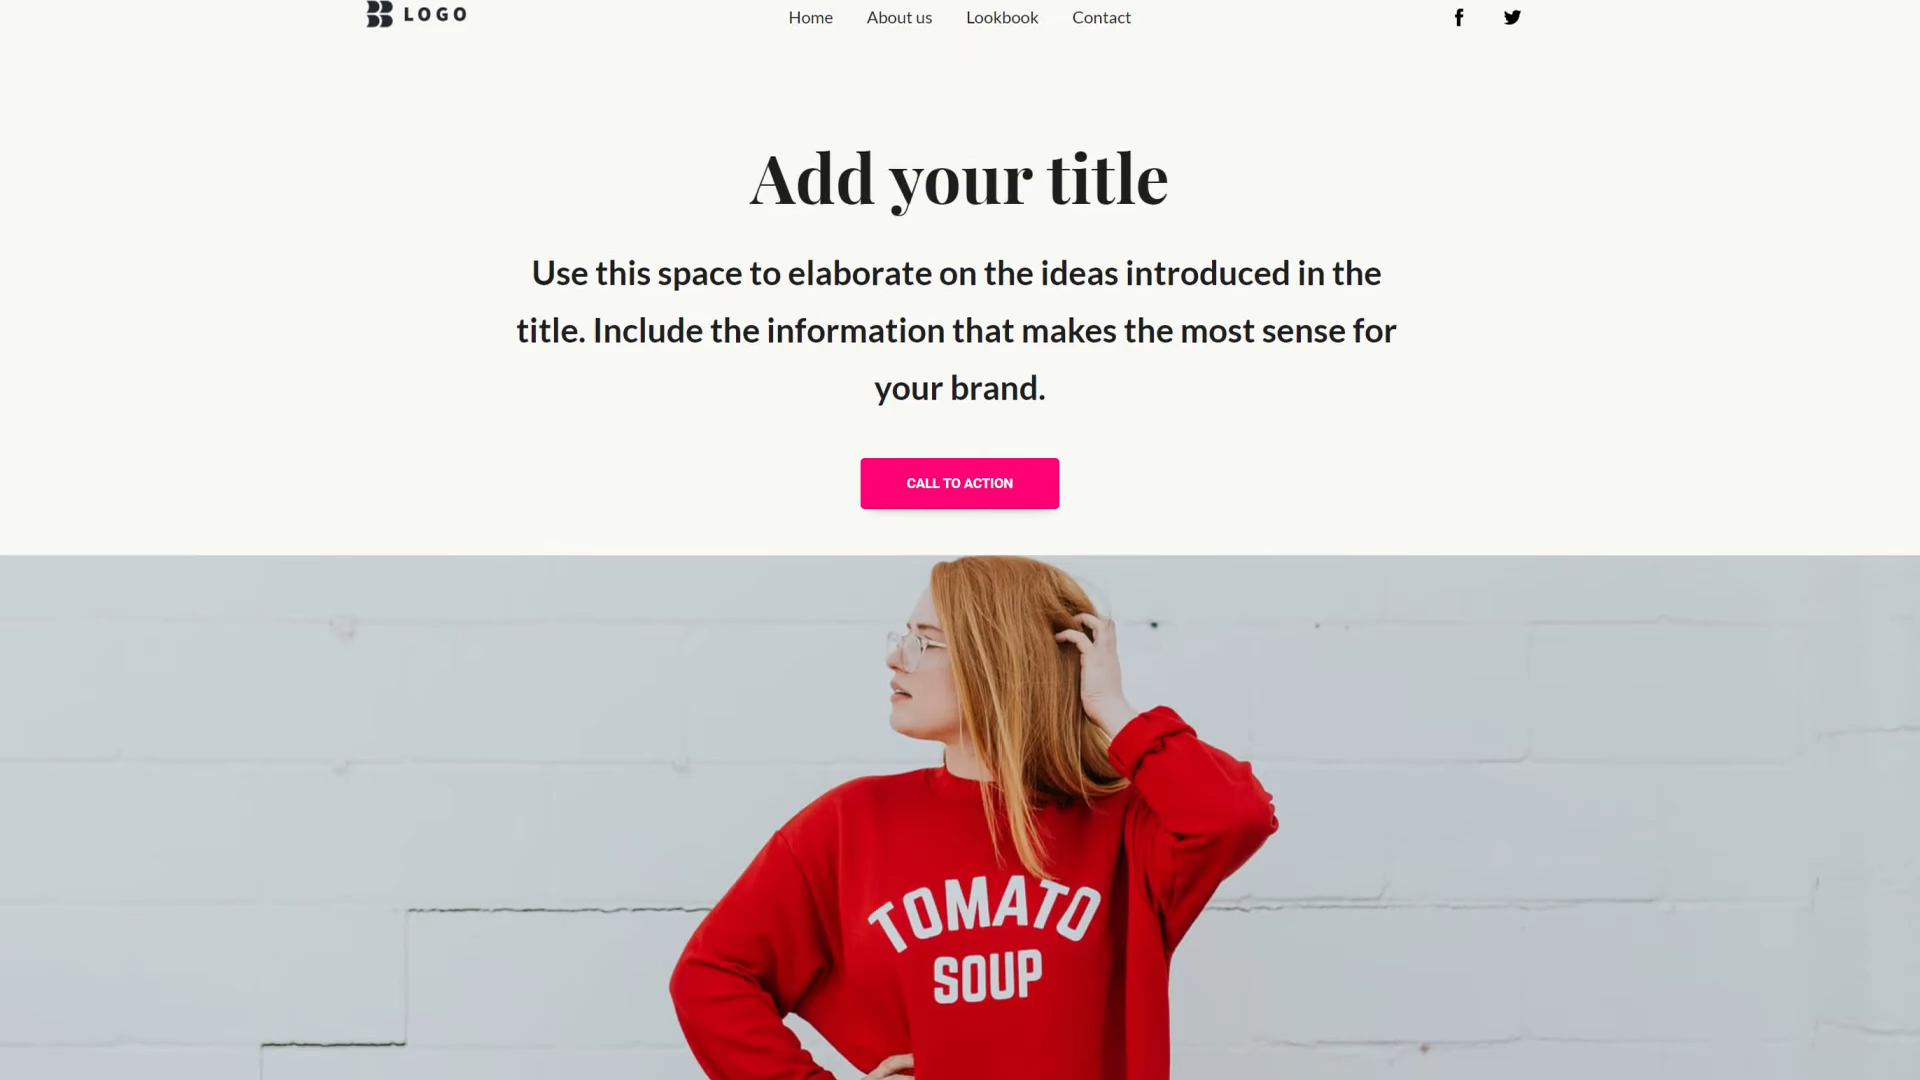 LOGO
Home About us Lookbook Contact
Add your title
Use this space to elaborate on the ideas introduced in the
title. Include the information that makes the most sense for
your brand.
CALL TO ACTION
TOMATO
SOUP